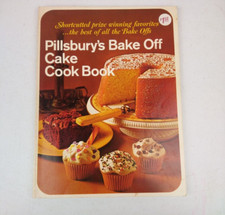 Shortcutted prize winning favorites
...the best of all the Bake Offs
Pillsbury's Bake Off
Cake
Cook Book